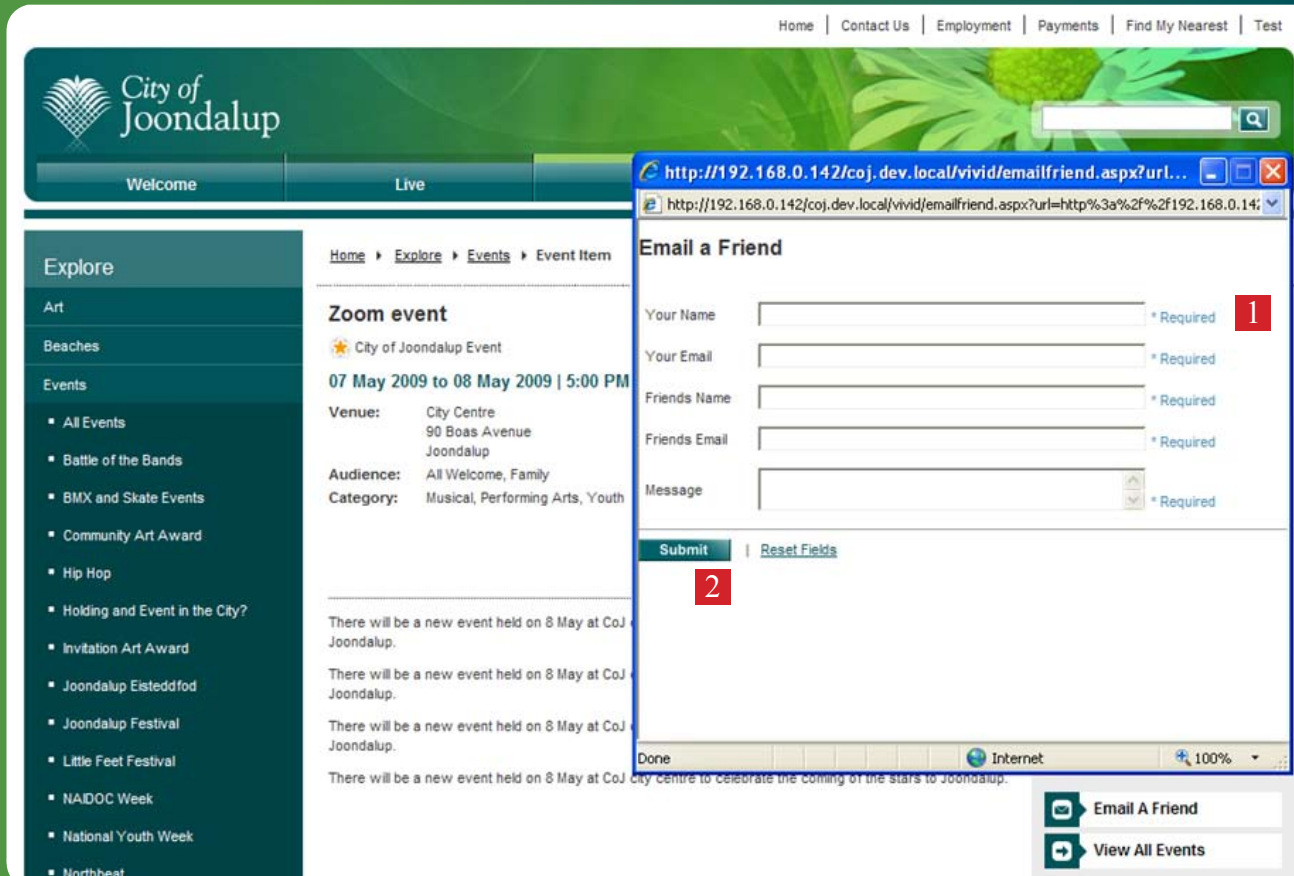 Home | Contact Us | Employment | Payments | Find My Nearest | Test
City of
Joondalup
Welcome
Live
Explore
Art
Beaches
Events
All Events
Battle of the Bands
BMX and Skate Events
Community Art Award
Hip Hop
Holding and Event in the City?
Invitation Art Award
Joondalup Eisteddfod
Joondalup Festival
Little Feet Festival
NAIDOC Week
National Youth Week
Northbeat
Home Explore Events Event Item
Zoom event
City of Joondalup Event
07 May 2009 to 08 May 2009 | 5:00 PM
Venue: City Centre
90 Boas Avenue
Joondalup
Audience: All Welcome, Family
Category: Musical, Performing Arts, Youth
There will be a new event held on 8 May at CoJ
Joondalup.
There will be a new event held on 8 May at CoJ
Joondalup.
There will be a new event held on 8 May at CoJ
Joondalup.
There will be a new event held on 8 May at CoJ city centre to celebrate the coming of the stars to Joondalup.
http://192.168.0.142/coj.dev.local/vivid/emailfriend.aspx?url...
http://192.168.0.142/coj.dev.local/vivid/emailfriend.aspx?url=http%3a%2f%2f192.168.0.142
Email a Friend
Your Name * Required 1
Your Email * Required
Friends Name * Required
Friends Email * Required
Message * Required
Submit | Reset Fields
2
Done Internet 100%
Email A Friend
View All Events